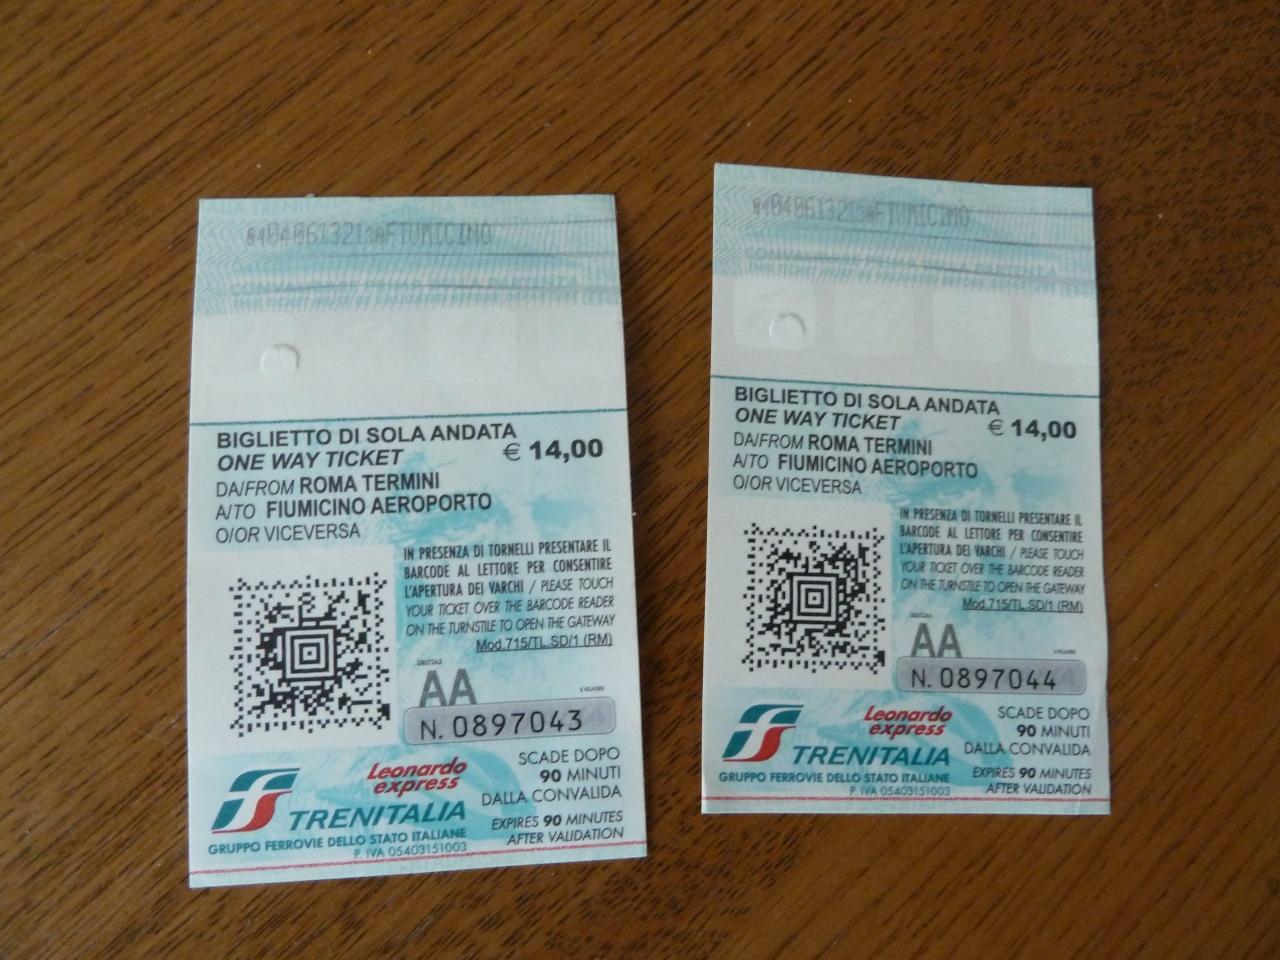 FIUMICINO
CONVALIDARE PRIMA DELLA PARTENZA
BIGLIETTO DI SOLA ANDATA
ONE WAY TICKET € 14,00
DA/FROM ROMA TERMINI
A/TO FIUMICINO AEROPORTO
O/OR VICEVERSA
IN PRESENZA DI TORNELLI PRESENTARE IL
BARCODE AL LETTORE PER CONSENTIRE
L'APERTURA DEI VARCHI / PLEASE TOUCH
YOUR TICKET OVER THE BARCODE READER
ON THE TURNSTILE TO OPEN THE GATEWAY
Mod.715/TL.SD/1 (RM)
AA
N. 0897043
Leonardo
express
TRENITALIA
GRUPPO FERROVIE DELLO STATO ITALIANE
P. IVA 05403151003
SCADE DOPO
90 MINUTI
DALLA CONVALIDA
EXPIRES 90 MINUTES
AFTER VALIDATION
FIUMICINO
BIGLIETTO DI SOLA ANDATA
ONE WAY TICKET € 14,00
DA/FROM ROMA TERMINI
A/TO FIUMICINO AEROPORTO
O/OR VICEVERSA
IN PRESENZA DI TORNELLI PRESENTARE IL
BARCODE AL LETTORE PER CONSENTIRE
L'APERTURA DEI VARCHI / PLEASE TOUCH
YOUR TICKET OVER THE BARCODE READER
ON THE TURNSTILE TO OPEN THE GATEWAY
Mod.715/TL.SD/1 (RM)
AA
N. 0897044
Leonardo
express
TRENITALIA
GRUPPO FERROVIE DELLO STATO ITALIANE
P. IVA 05403151003
SCADE DOPO
90 MINUTI
DALLA CONVALIDA
EXPIRES 90 MINUTES
AFTER VALIDATION